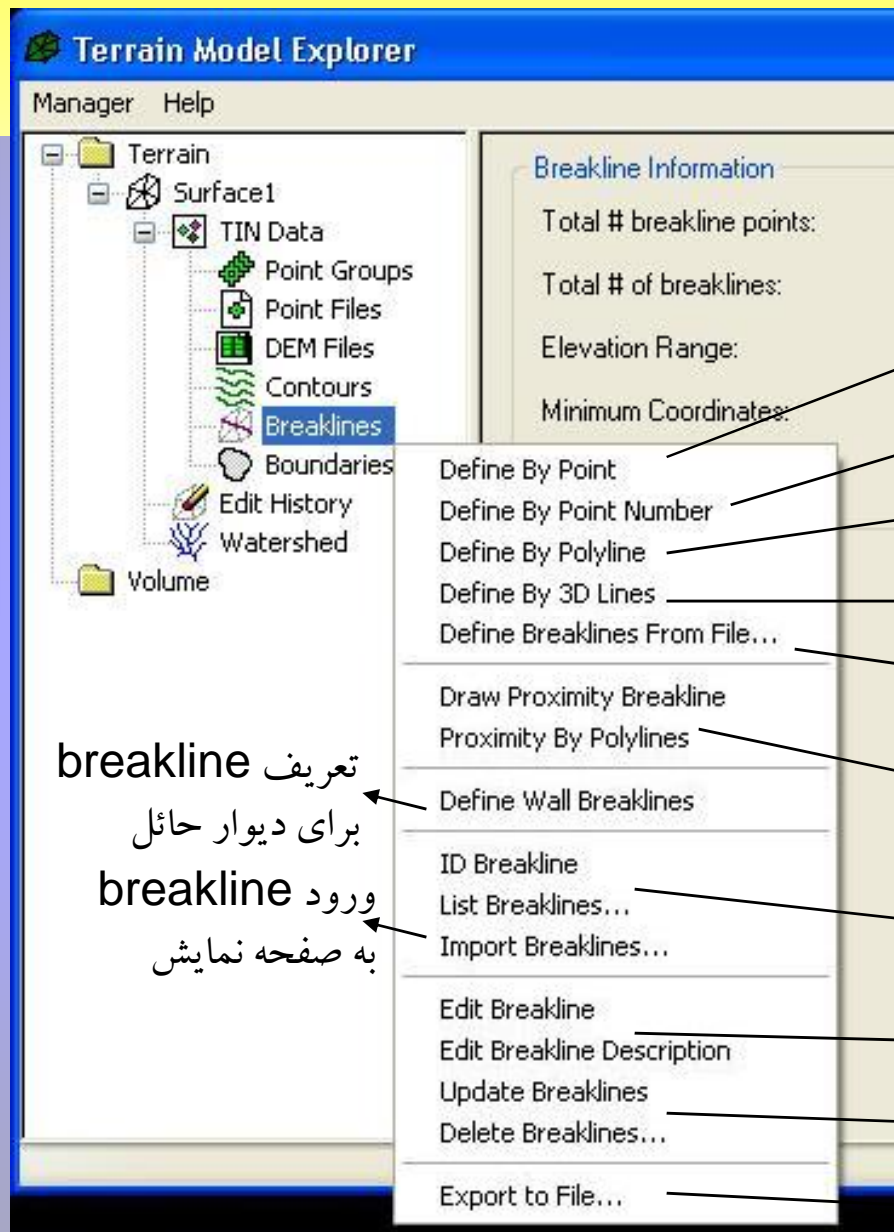 Terrain Model Explorer
Manager Help
Terrain
Surface1
TIN Data
Point Groups
Point Files
DEM Files
Contours
Breaklines
Boundaries
Edit History
Watershed
Volume
Breakline Information
Total # breakline points:
Total # of breaklines:
Elevation Range:
Minimum Coordinates:
Define By Point
Define By Point Number
Define By Polyline
Define By 3D Lines
Define Breaklines From File...
Draw Proximity Breakline
Proximity By Polylines
Define Wall Breaklines
ID Breakline
List Breaklines...
Import Breaklines...
Edit Breakline
Edit Breakline Description
Update Breaklines
Delete Breaklines...
Export to File...
تعریف breakline
برای دیوار حائل
ورود breakline
به صفحه نمایش